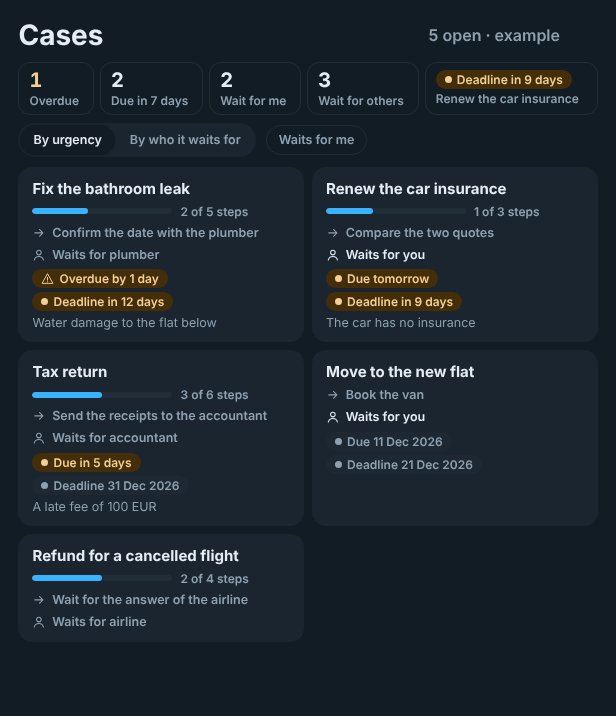 Cases
5 open · example
1
Overdue
2
Due in 7 days
2
Wait for me
3
Wait for others
Deadline in 9 days
Renew the car insurance
By urgency
By who it waits for
Waits for me
Fix the bathroom leak
2 of 5 steps
→ Confirm the date with the plumber
Waits for plumber
Overdue by 1 day
Deadline in 12 days
Water damage to the flat below
Renew the car insurance
1 of 3 steps
→ Compare the two quotes
Waits for you
Due tomorrow
Deadline in 9 days
The car has no insurance
Tax return
3 of 6 steps
→ Send the receipts to the accountant
Waits for accountant
Due in 5 days
Deadline 31 Dec 2026
A late fee of 100 EUR
Move to the new flat
→ Book the van
Waits for you
Due 11 Dec 2026
Deadline 21 Dec 2026
Refund for a cancelled flight
2 of 4 steps
→ Wait for the answer of the airline
Waits for airline